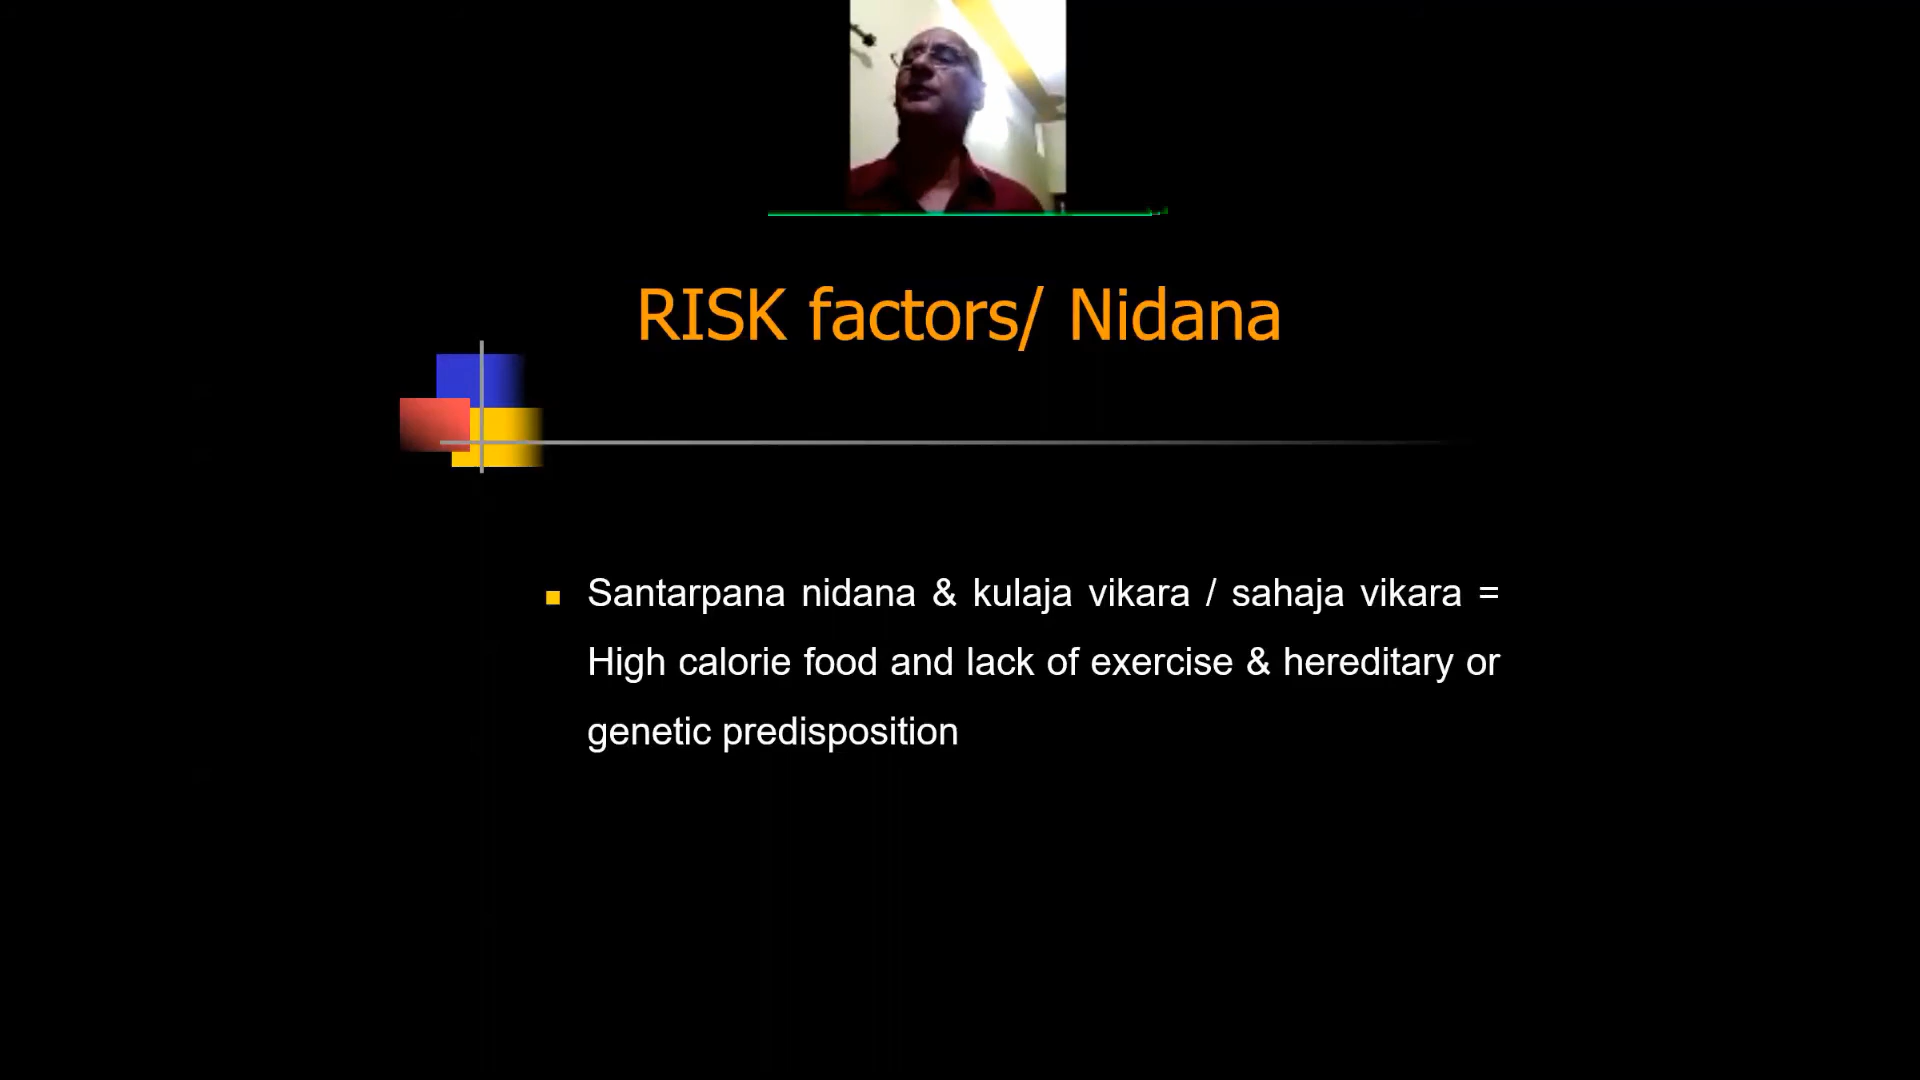 RISK factors/ Nidana
Santarpana nidana & kulaja vikara / sahaja vikara =
High calorie food and lack of exercise & hereditary or
genetic predisposition